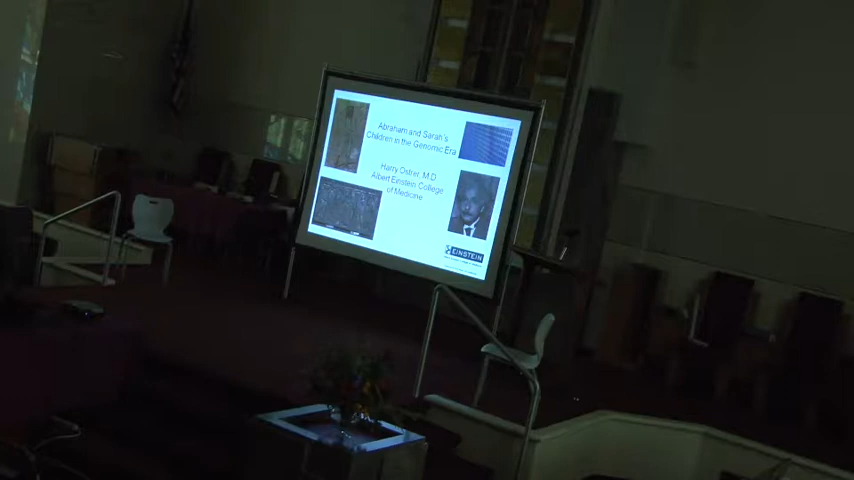 Abraham and Sarah's
Children in the Genomic Era
Harry Ostrer, M.D
Albert Einstein College
of Medicine
EINSTEIN